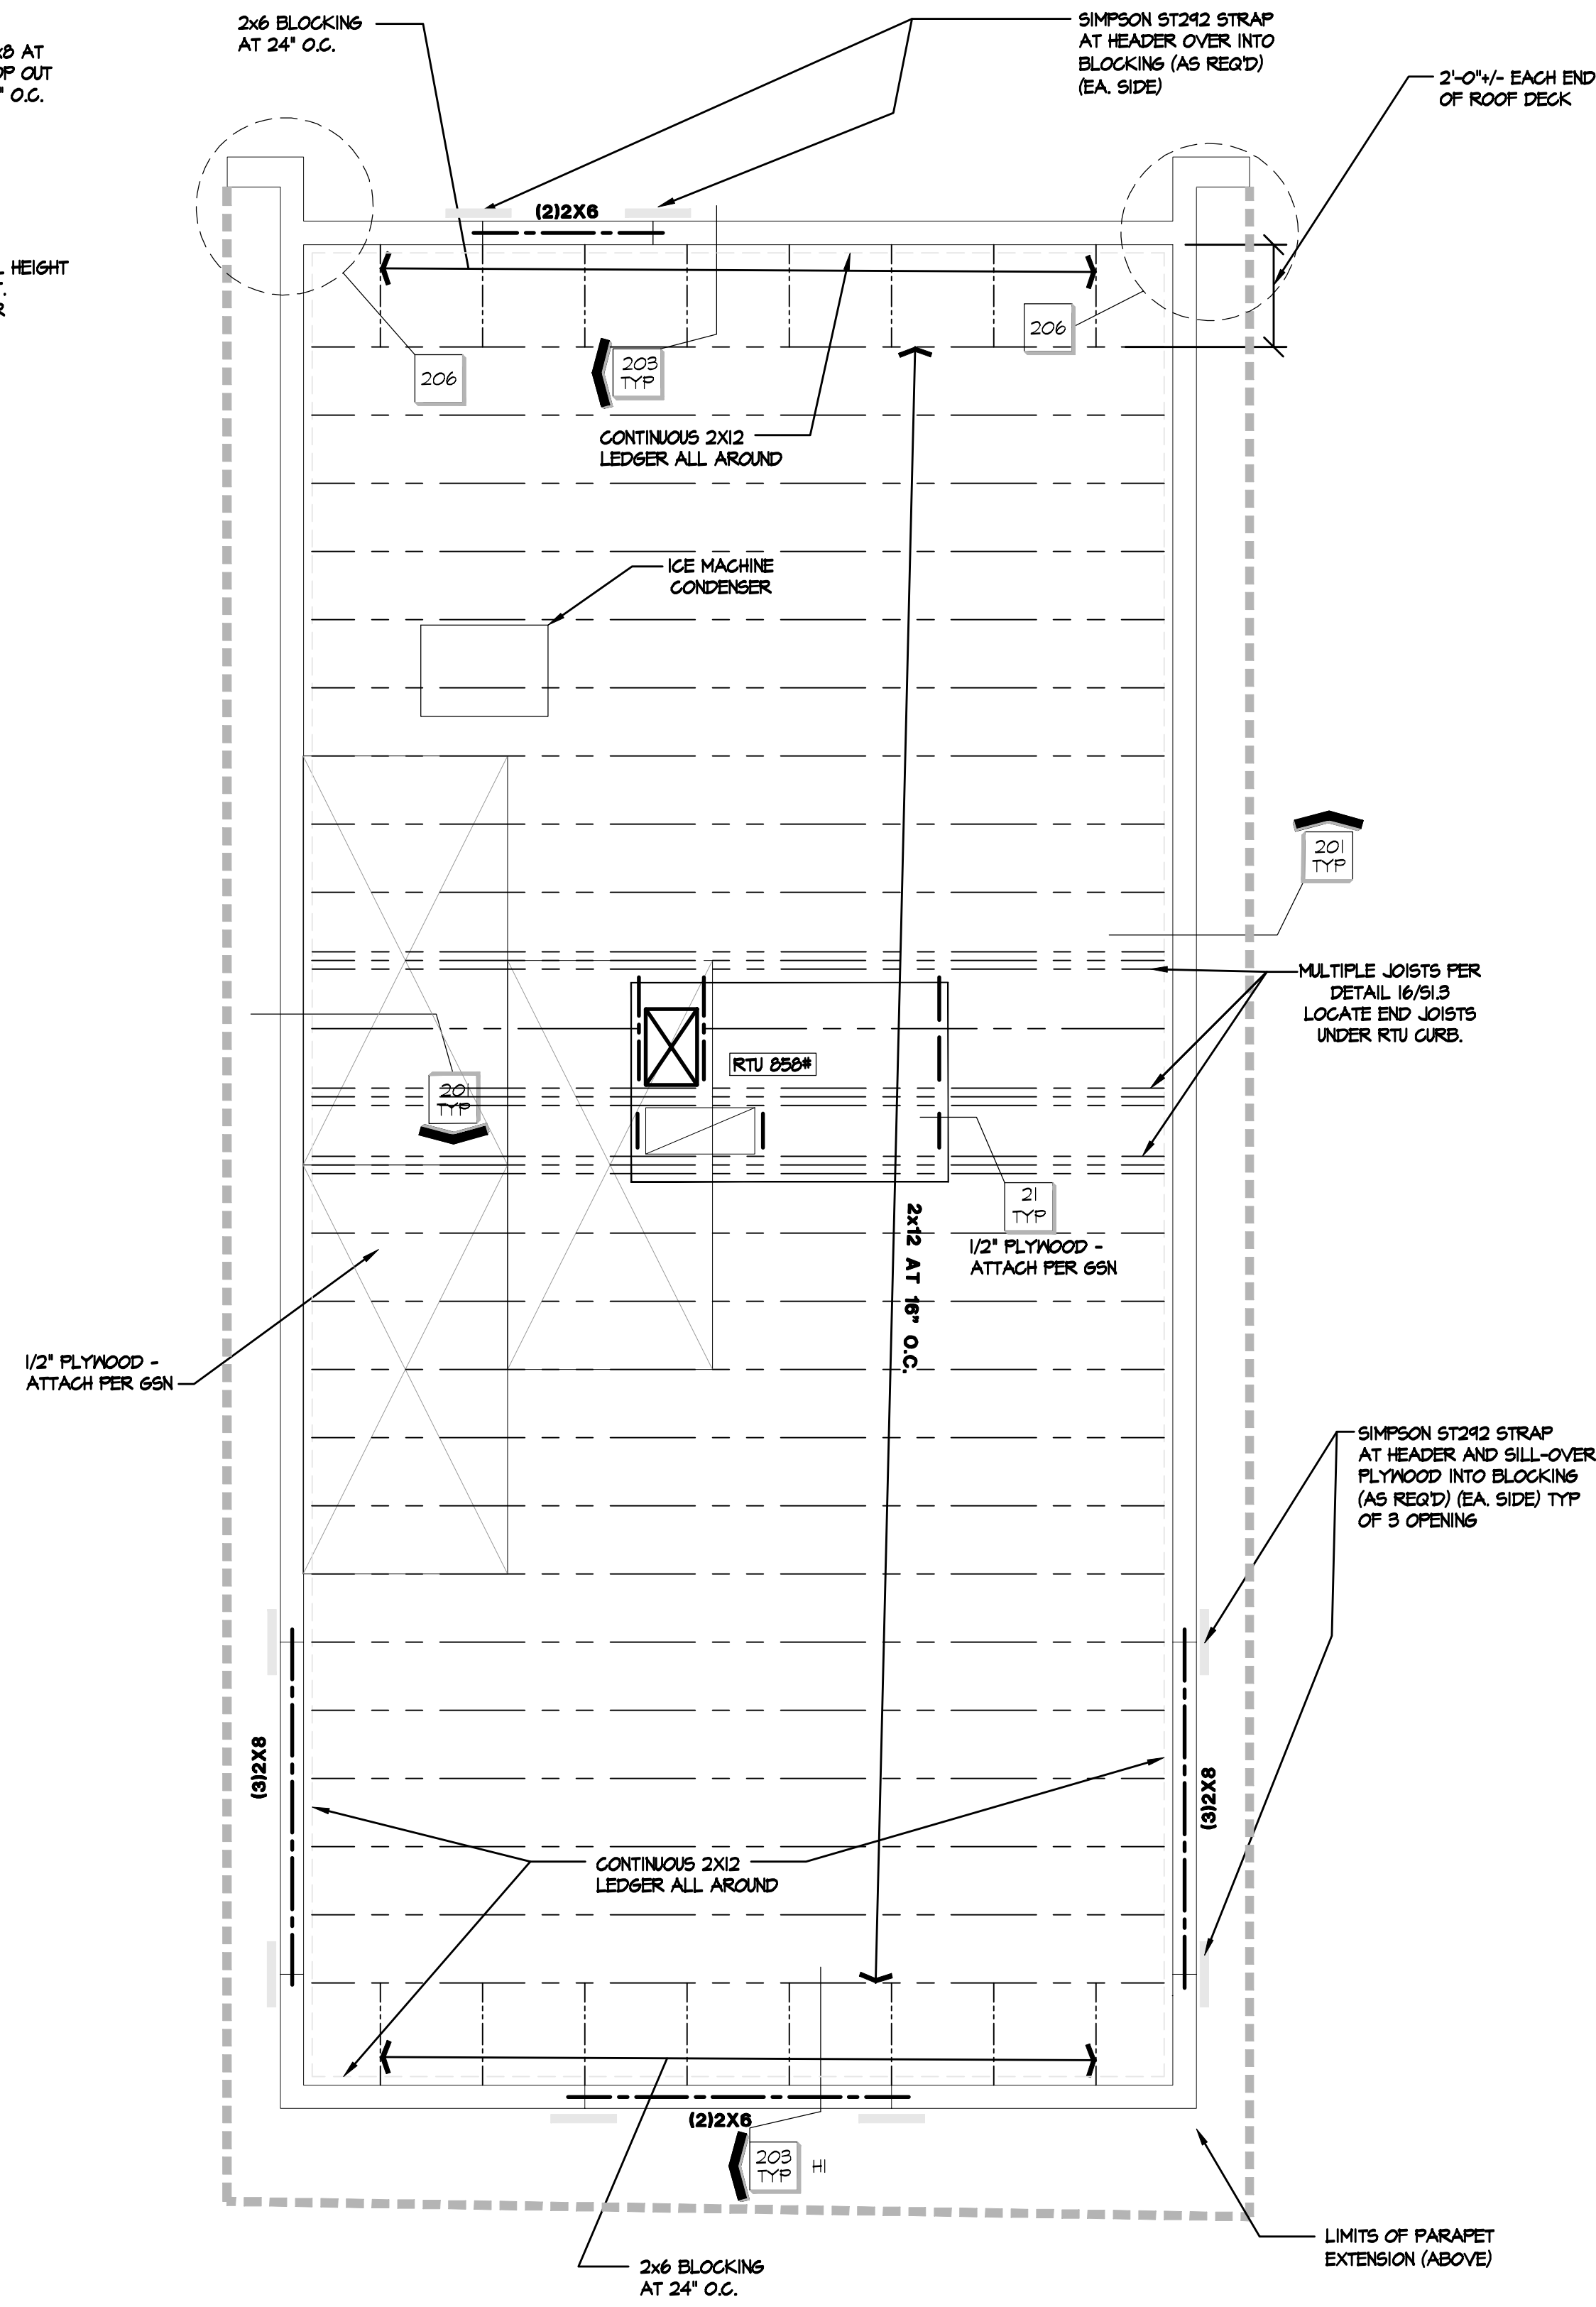 2x6 BLOCKING
AT 24" O.C.
SIMPSON ST292 STRAP
AT HEADER OVER INTO
BLOCKING (AS REQ'D)
(EA. SIDE)
2'-0"+/- EACH END
OF ROOF DECK
x8 AT
OP OUT
" O.C.
(2)2X6
HEIGHT
206
203
TYP
206
CONTINUOUS 2X12
LEDGER ALL AROUND
ICE MACHINE
CONDENSER
201
TYP
MULTIPLE JOISTS PER
DETAIL 16/S1.3
LOCATE END JOISTS
UNDER RTU CURB.
RTU 858#
201
TYP
21
TYP
1/2" PLYWOOD -
ATTACH PER GSN
2x12 AT 16" O.C.
1/2" PLYWOOD -
ATTACH PER GSN
SIMPSON ST292 STRAP
AT HEADER AND SILL-OVER
PLYWOOD INTO BLOCKING
(AS REQ'D) (EA. SIDE) TYP
OF 3 OPENING
(3)2X8
(3)2X8
CONTINUOUS 2X12
LEDGER ALL AROUND
(2)2X6
203
TYP
H1
LIMITS OF PARAPET
EXTENSION (ABOVE)
2x6 BLOCKING
AT 24" O.C.